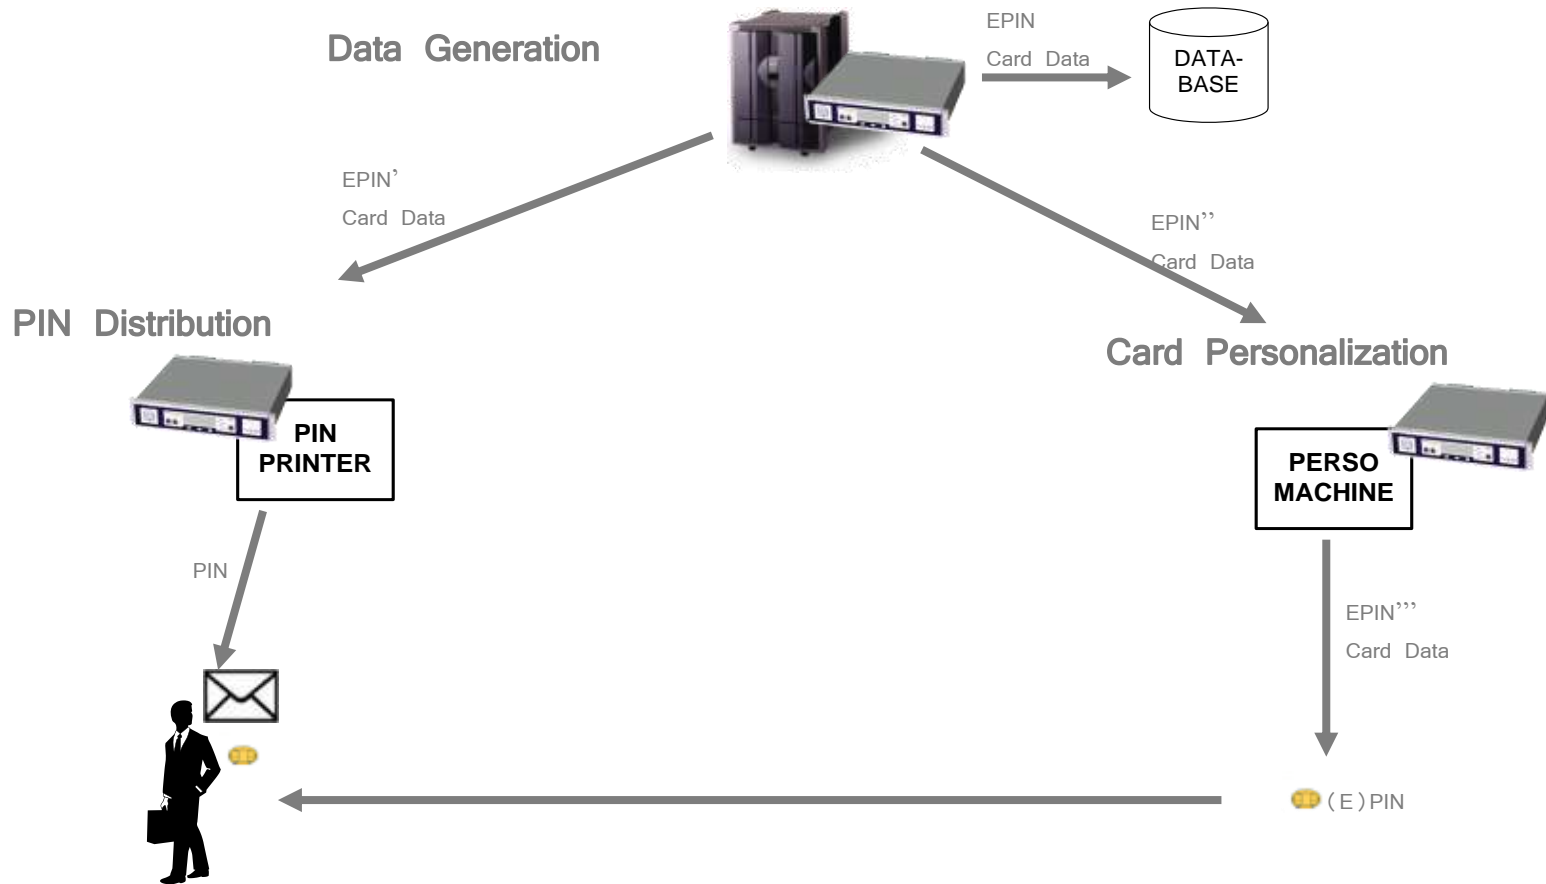 Data Generation
EPIN
Card Data
DATA-
BASE
EPIN’
Card Data
EPIN’’
Card Data
PIN Distribution
Card Personalization
PIN
PRINTER
PERSO
MACHINE
PIN
EPIN’’’
Card Data
(E)PIN